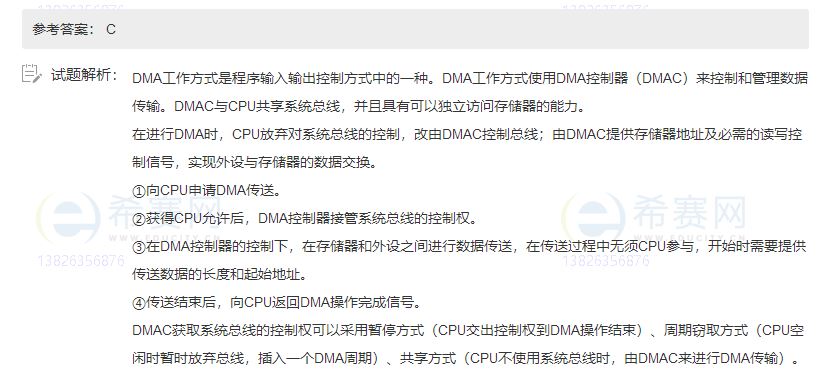 13826356876 13826356876
参考答案： C
试题解析： DMA工作方式是程序输入输出控制方式中的一种。DMA工作方式使用DMA控制器（DMAC）来控制和管理数据
传输。DMAC与CPU共享系统总线，并且具有可以独立访问存储器的能力。
在进行DMA时，CPU放弃对系统总线的控制，改由DMAC控制总线；由DMAC提供存储器地址及必需的读写控
制信号，实现外设与存储器的数据交换。
①向CPU申请DMA传送。
②获得CPU允许后，DMA控制器接管系统总线的控制权。
希赛网 希赛网
WWW.EDUCITY.CN WWW.EDUCITY.CN
③在DMA控制器的控制下，在存储器和外设之间进行数据传送，在传送过程中无须CPU参与，开始时需要提供
13826356876 13826356876
传送数据的长度和起始地址。
④传送结束后，向CPU返回DMA操作完成信号。
DMAC获取系统总线的控制权可以采用暂停方式（CPU交出控制权到DMA操作结束）、周期窃取方式（CPU空
闲时暂时放弃总线，插入一个DMA周期）、共享方式（CPU不使用系统总线时，由DMAC来进行DMA传输）。